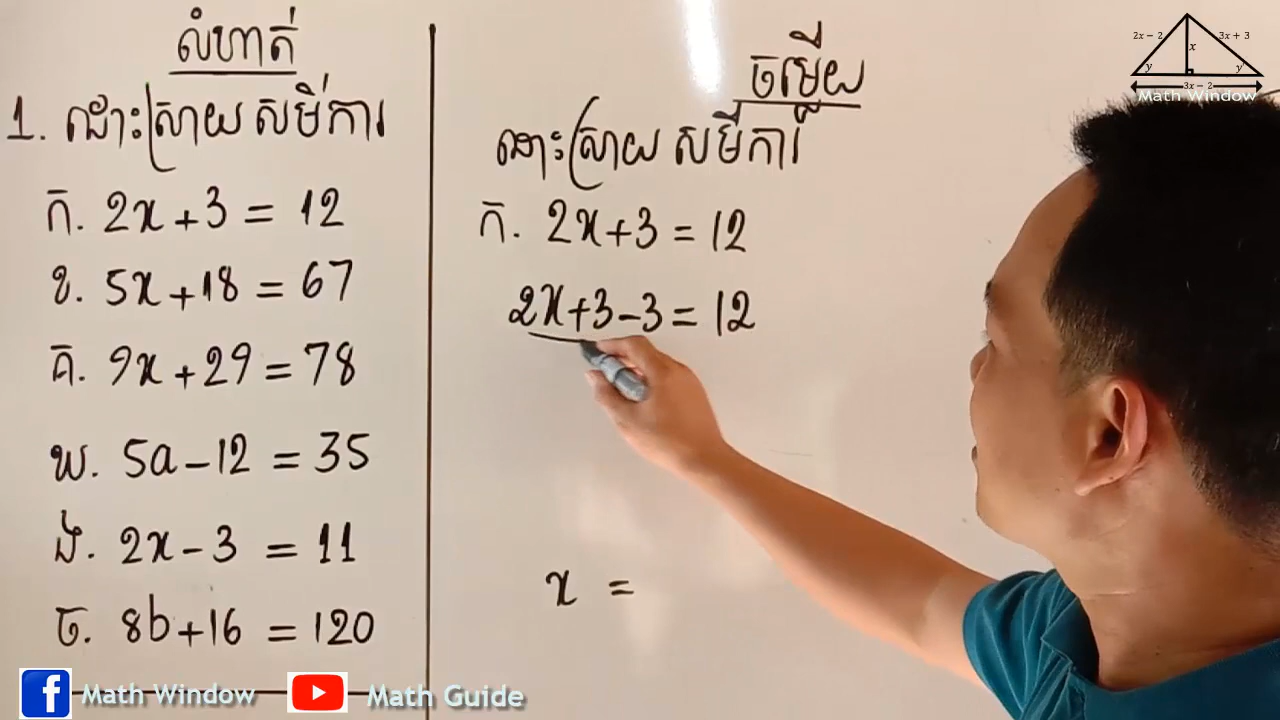 លំហាត់
1. ដោះស្រាយ សមីការ
ក. 2x + 3 = 12
ខ. 5x + 18 = 67
គ. 9x + 29 = 78
ឃ. 5a - 12 = 35
ង. 2x - 3 = 11
ច. 8b + 16 = 120
ចម្លើយ
ដោះស្រាយ សមីការ
ក. 2x + 3 = 12
2x + 3 - 3 = 12
x =
2x - 2
3x + 3
x
y
y
3x - 2
Math Window
Math Window
Math Guide